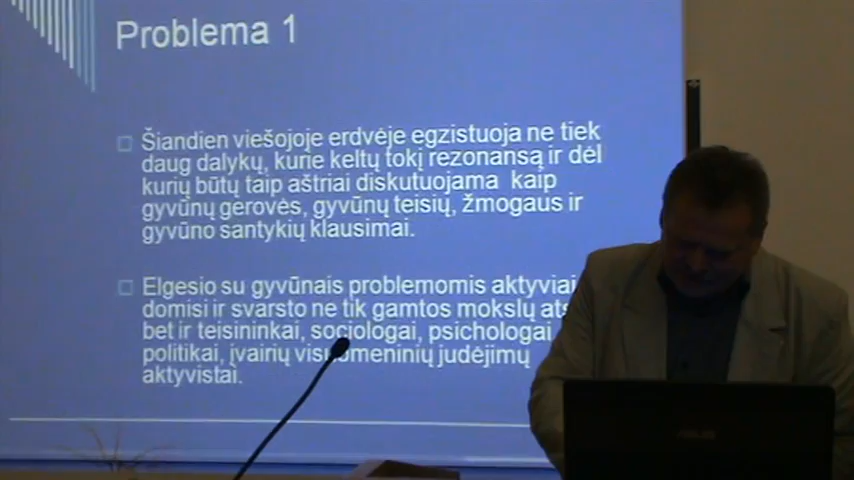 Problema 1
Šiandien viešojoje erdvėje egzistuoja ne tiek
daug dalykų, kurie keltų tokį rezonansą ir dėl
kurių būtų taip aštriai diskutuojama kaip
gyvūnų gerovės, gyvūnų teisių, žmogaus ir
gyvūno santykių klausimai.
Elgesio su gyvūnais problemomis aktyviai
domisi ir svarsto ne tik gamtos mokslų
bet ir teisininkai, sociologai, psichologai
politikai, įvairių visuomeninių judėjimų
aktyvistai.